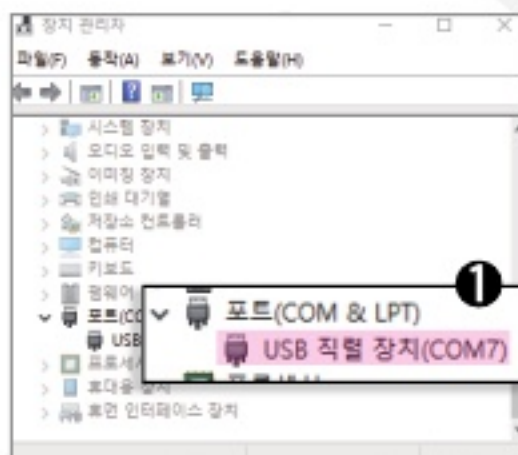 장치 관리자
파일(F) 동작(A) 보기(V) 도움말(H)
시스템 장치
오디오 입력 및 출력
이미징 장치
인쇄 대기열
저장소 컨트롤러
컴퓨터
키보드
펌웨어
포트(CO
USB
프로세
휴대용 장치
휴먼 인터페이스 장치
1
포트(COM & LPT)
USB 직렬 장치(COM7)